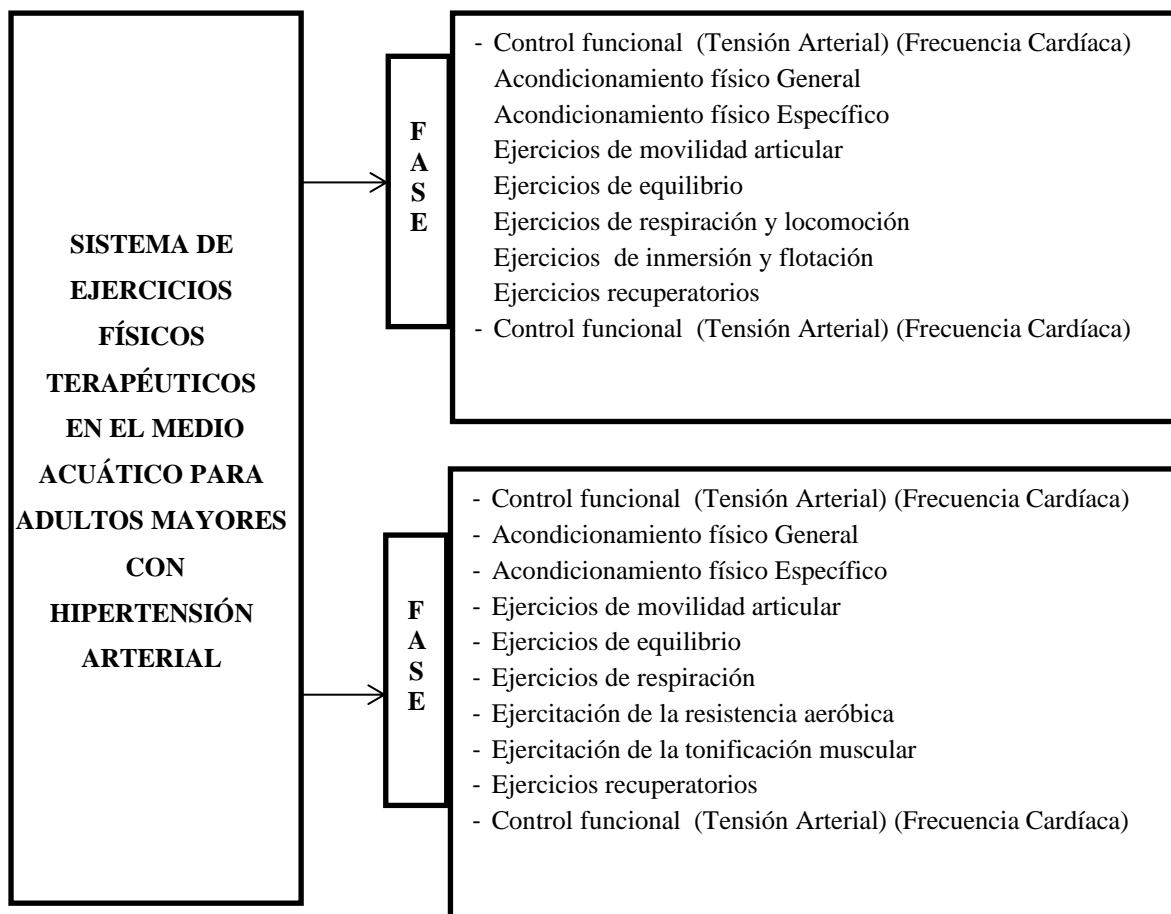 SISTEMA DE
EJERCICIOS
FÍSICOS
TERAPÉUTICOS
EN EL MEDIO
ACUÁTICO PARA
ADULTOS MAYORES
CON
HIPERTENSIÓN
ARTERIAL
F
A
S
E
- Control funcional (Tensión Arterial) (Frecuencia Cardíaca)
Acondicionamiento físico General
Acondicionamiento físico Específico
Ejercicios de movilidad articular
Ejercicios de equilibrio
Ejercicios de respiración y locomoción
Ejercicios de inmersión y flotación
Ejercicios recuperatorios
- Control funcional (Tensión Arterial) (Frecuencia Cardíaca)
F
A
S
E
- Control funcional (Tensión Arterial) (Frecuencia Cardíaca)
- Acondicionamiento físico General
- Acondicionamiento físico Específico
- Ejercicios de movilidad articular
- Ejercicios de equilibrio
- Ejercicios de respiración
- Ejercitación de la resistencia aeróbica
- Ejercitación de la tonificación muscular
- Ejercicios recuperatorios
- Control funcional (Tensión Arterial) (Frecuencia Cardíaca)